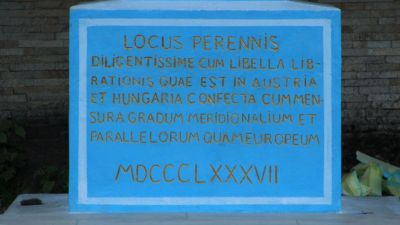 LOCUS PERENNIS
DILIGENTISSIME CUM LIBELLA LIB-
RATIONIS QUAE EST IN AUSTRIA
ET HUNGARIA CONFECTA CUM MEN-
SURA GRADUM MERIDIONALIUM ET
PARALLELORUM QUAM EUROPEUM
MDCCCLXXXVII